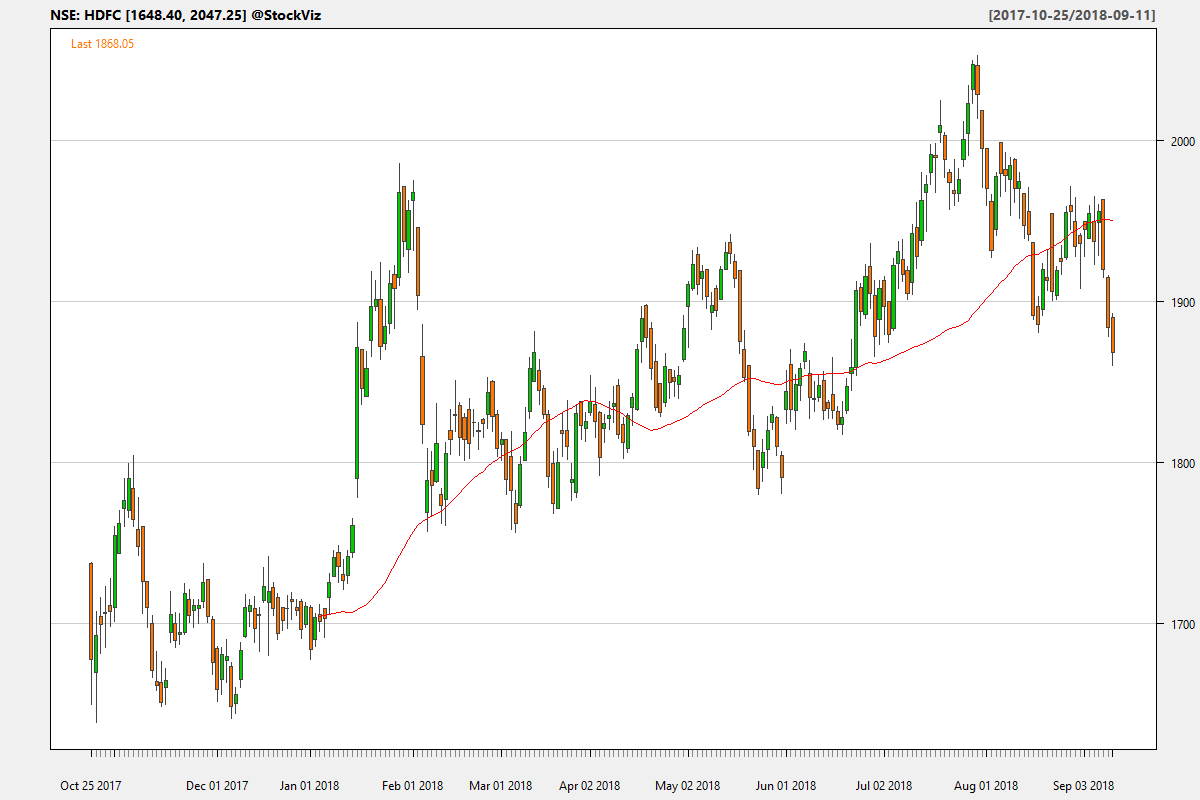 NSE: HDFC [1648.40, 2047.25] @StockViz [2017-10-25/2018-09-11]
Last 1868.05
2000
1900
1800
1700
Oct 25 2017 Dec 01 2017 Jan 01 2018 Feb 01 2018 Mar 01 2018 Apr 02 2018 May 02 2018 Jun 01 2018 Jul 02 2018 Aug 01 2018 Sep 03 2018